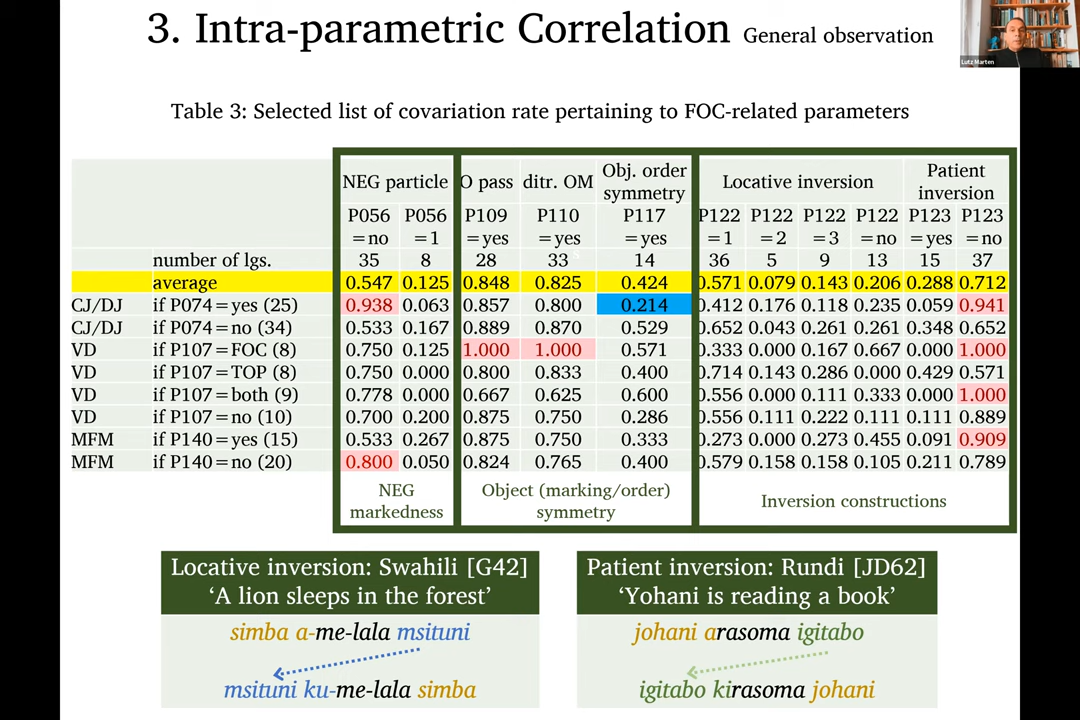 3. Intra-parametric Correlation General observation
Lutz Marten
Table 3: Selected list of covariation rate pertaining to FOC-related parameters
NEG particle O pass ditr. OM Obj. order symmetry Locative inversion Patient inversion
P056 P056 P109 P110 P117 P122 P122 P122 P122 P123 P123
=no =1 =yes =yes =yes =1 =2 =3 =no =yes =no
number of lgs. 35 8 28 33 14 36 5 9 13 15 37
average 0.547 0.125 0.848 0.825 0.424 0.571 0.079 0.143 0.206 0.288 0.712
CJ/DJ if P074=yes (25) 0.938 0.063 0.857 0.800 0.214 0.412 0.176 0.118 0.235 0.059 0.941
CJ/DJ if P074=no (34) 0.533 0.167 0.889 0.870 0.529 0.652 0.043 0.261 0.261 0.348 0.652
VD if P107=FOC (8) 0.750 0.125 1.000 1.000 0.571 0.333 0.000 0.167 0.667 0.000 1.000
VD if P107=TOP (8) 0.750 0.000 0.800 0.833 0.400 0.714 0.143 0.286 0.000 0.429 0.571
VD if P107=both (9) 0.778 0.000 0.667 0.625 0.600 0.556 0.000 0.111 0.333 0.000 1.000
VD if P107=no (10) 0.700 0.200 0.875 0.750 0.286 0.556 0.111 0.222 0.111 0.111 0.889
MFM if P140=yes (15) 0.533 0.267 0.875 0.750 0.333 0.273 0.000 0.273 0.455 0.091 0.909
MFM if P140=no (20) 0.800 0.050 0.824 0.765 0.400 0.579 0.158 0.158 0.105 0.211 0.789
NEG markedness
Object (marking/order) symmetry
Inversion constructions
Locative inversion: Swahili [G42]
‘A lion sleeps in the forest’
simba a-me-lala msituni
msituni ku-me-lala simba
Patient inversion: Rundi [JD62]
‘Yohani is reading a book’
johani arasoma igitabo
igitabo kirasoma johani